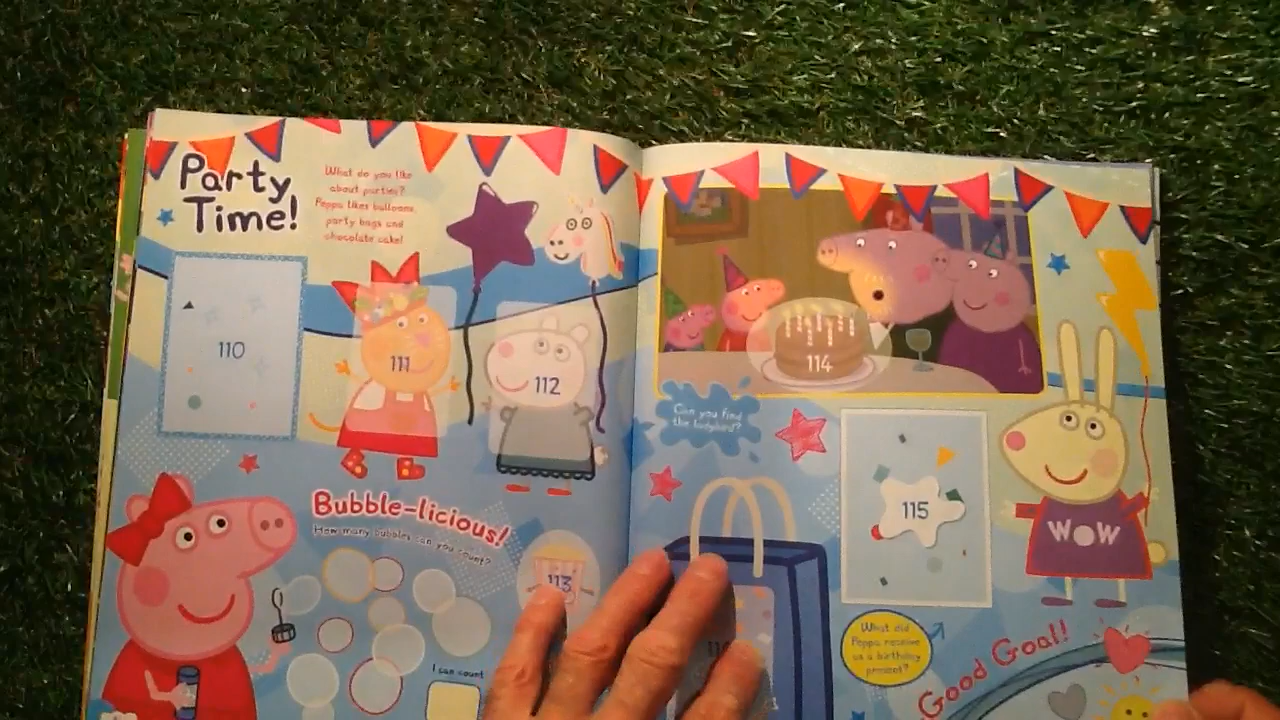 Party
Time!
What do you like
about parties?
Peppa likes balloons,
party bags and
chocolate cake!
110
111
112
Bubble-licious!
How many bubbles can you count?
113
I can count
114
Can you find
the ladybird?
115
WOW
What did
Peppa receive
as a birthday
present?
Good Goal!